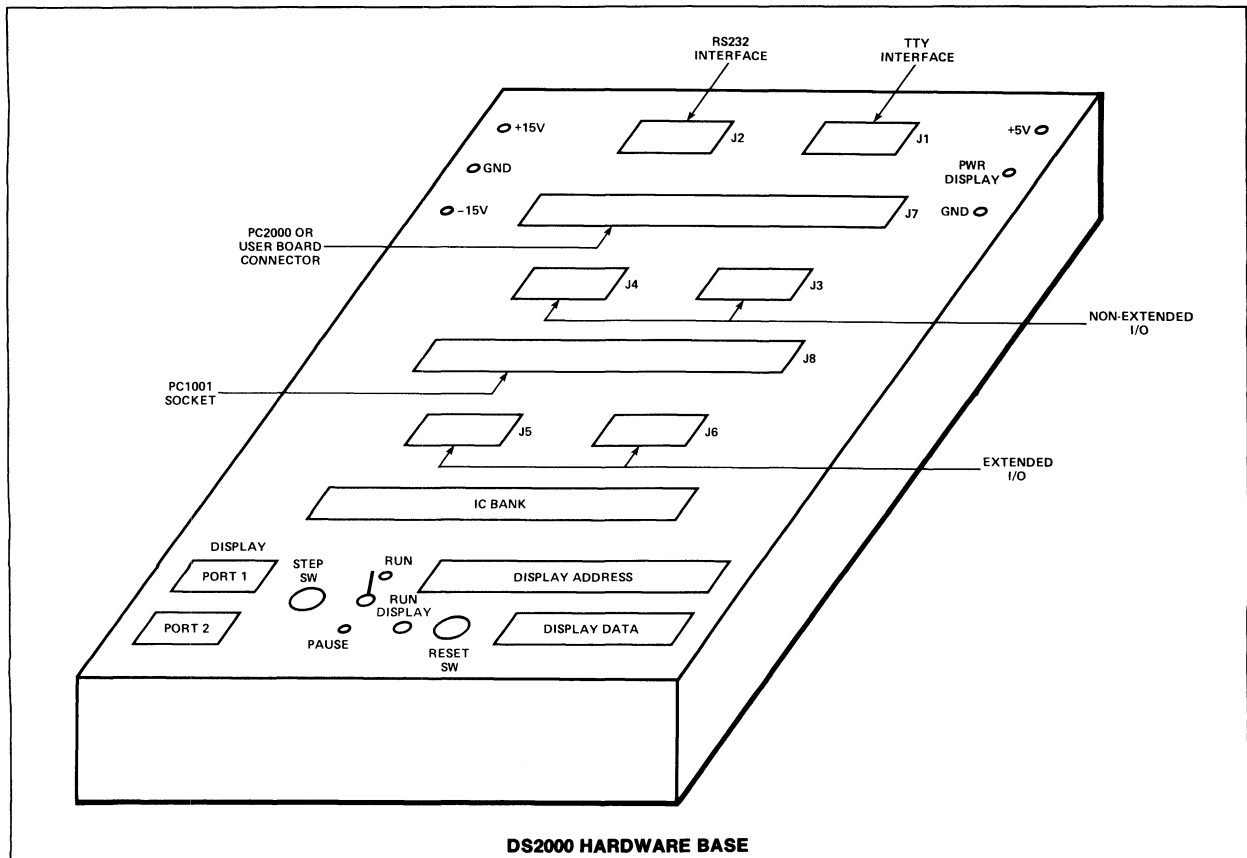 RS232
INTERFACE
TTY
INTERFACE
+15V
J2
J1
+5V
GND
PWR
DISPLAY
–15V
J7
GND
PC2000 OR
USER BOARD
CONNECTOR
J4
J3
NON-EXTENDED
I/O
J8
PC1001
SOCKET
J5
J6
EXTENDED
I/O
IC BANK
DISPLAY
PORT 1
STEP
SW
RUN
DISPLAY ADDRESS
RUN
DISPLAY
PORT 2
PAUSE
RESET
SW
DISPLAY DATA
DS2000 HARDWARE BASE